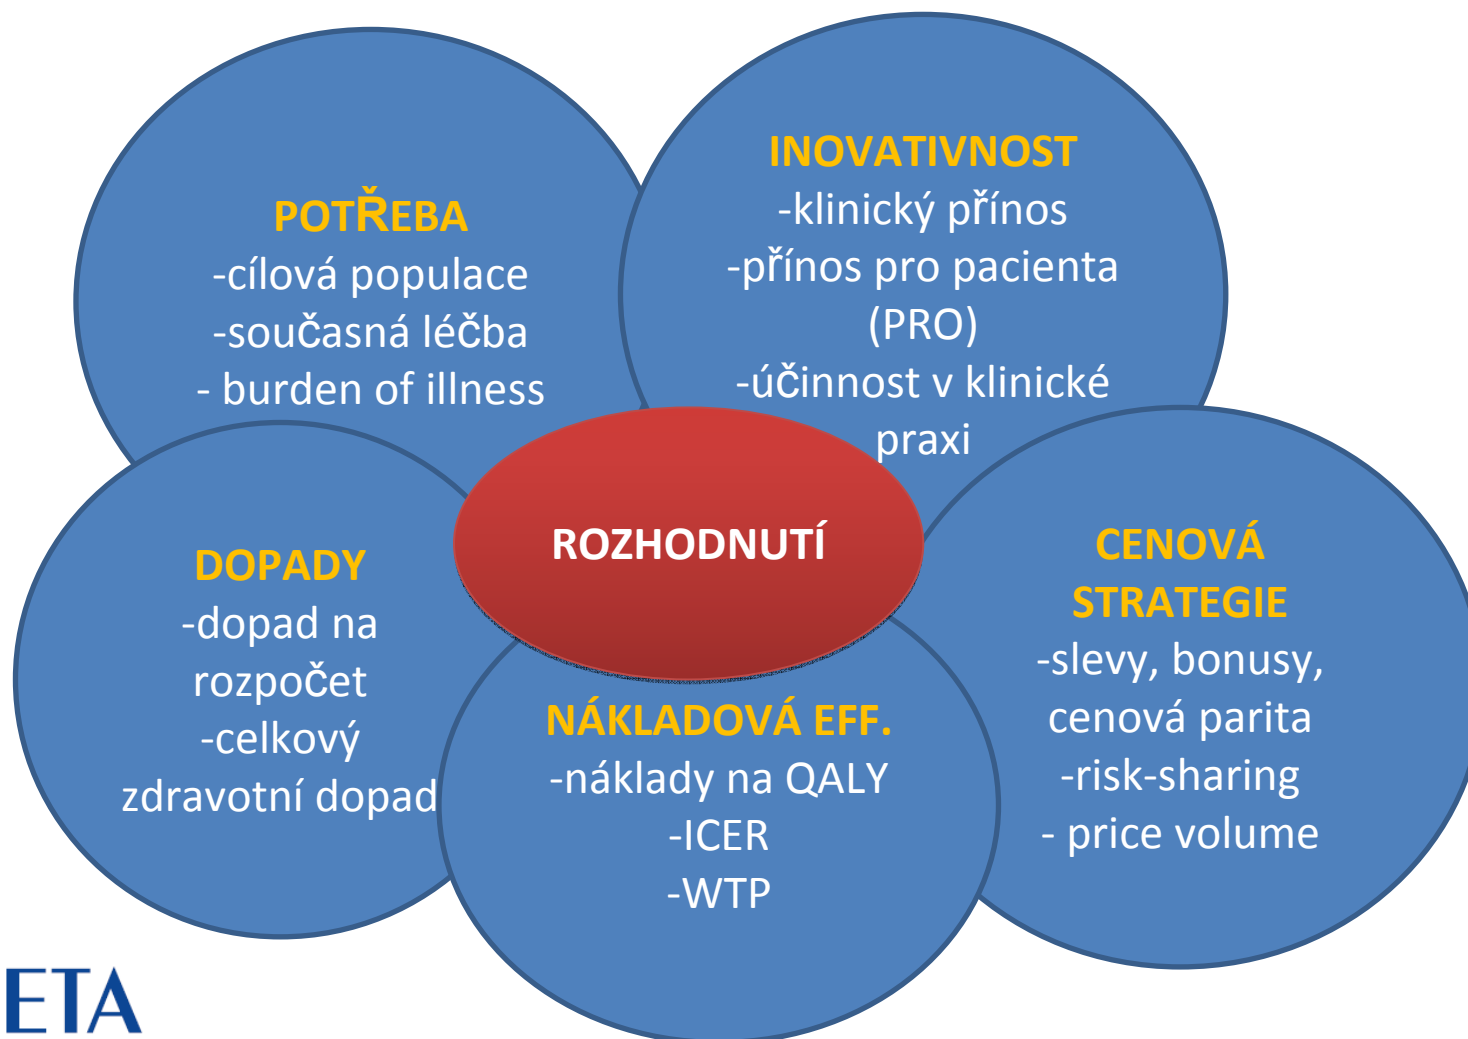 POTŘEBA
-cílová populace
-současná léčba
- burden of illness
INOVATIVNOST
-klinický přínos
-přínos pro pacienta
(PRO)
-účinnost v klinické
praxi
ROZHODNUTÍ
DOPADY
-dopad na
rozpočet
-celkový
zdravotní dopad
NÁKLADOVÁ EFF.
-náklady na QALY
-ICER
-WTP
CENOVÁ
STRATEGIE
-slevy, bonusy,
cenová parita
-risk-sharing
- price volume
ETA